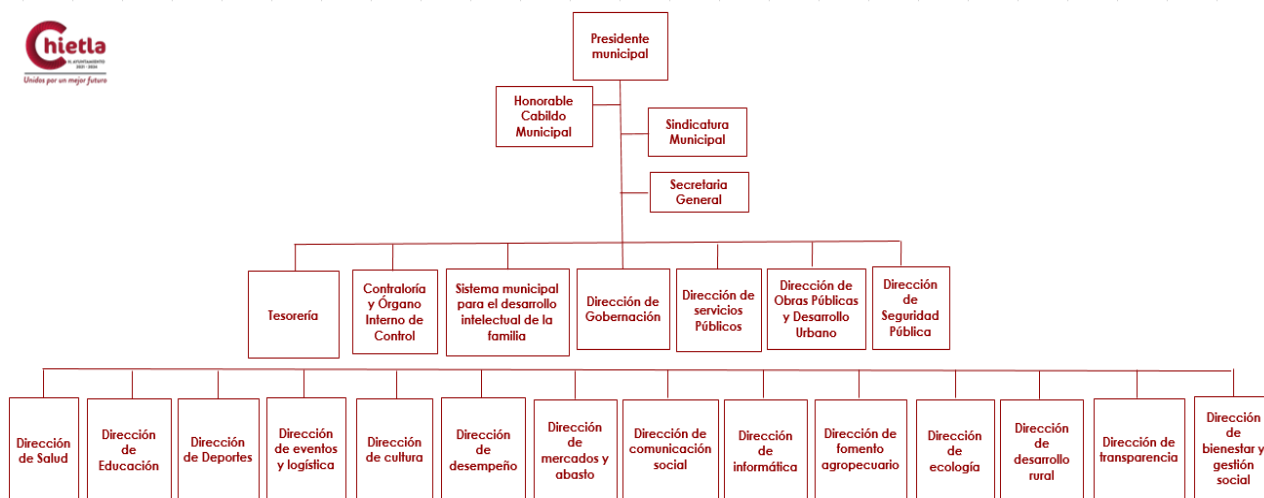 Chietla
H. AYUNTAMIENTO
2021 - 2024
Unidos por un mejor futuro
Presidente
municipal
Honorable
Cabildo
Municipal
Sindicatura
Municipal
Secretaria
General
Tesorería
Contraloría
y Órgano
Interno de
Control
Sistema municipal
para el desarrollo
intelectual de la
familia
Dirección de
Gobernación
Dirección de
servicios
Públicos
Dirección de
Obras Públicas
y Desarrollo
Urbano
Dirección
de
Seguridad
Pública
Dirección
de Salud
Dirección
de
Educación
Dirección
de Deportes
Dirección
de eventos
y logística
Dirección
de cultura
Dirección
de
desempeño
Dirección
de
mercados y
abasto
Dirección de
comunicación
social
Dirección
de
informática
Dirección de
fomento
agropecuario
Dirección
de
ecología
Dirección
de
desarrollo
rural
Dirección de
transparencia
Dirección
de
bienestar y
gestión
social